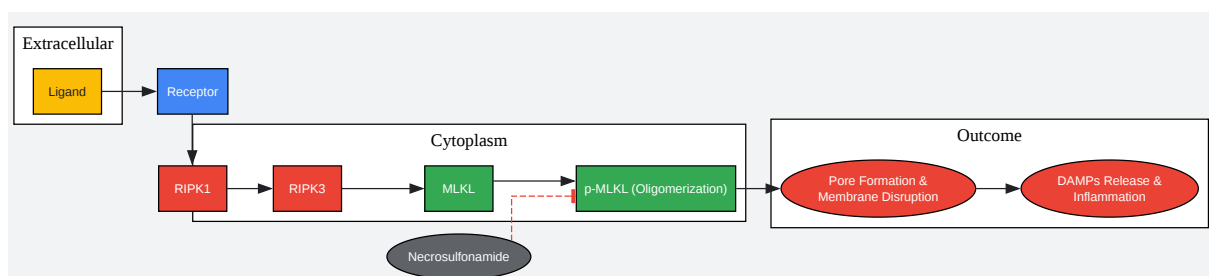 Extracellular
Ligand
Receptor
Cytoplasm
RIPK1
RIPK3
MLKL
p-MLKL (Oligomerization)
Necrosulfonamide
Outcome
Pore Formation &
Membrane Disruption
DAMPs Release &
Inflammation